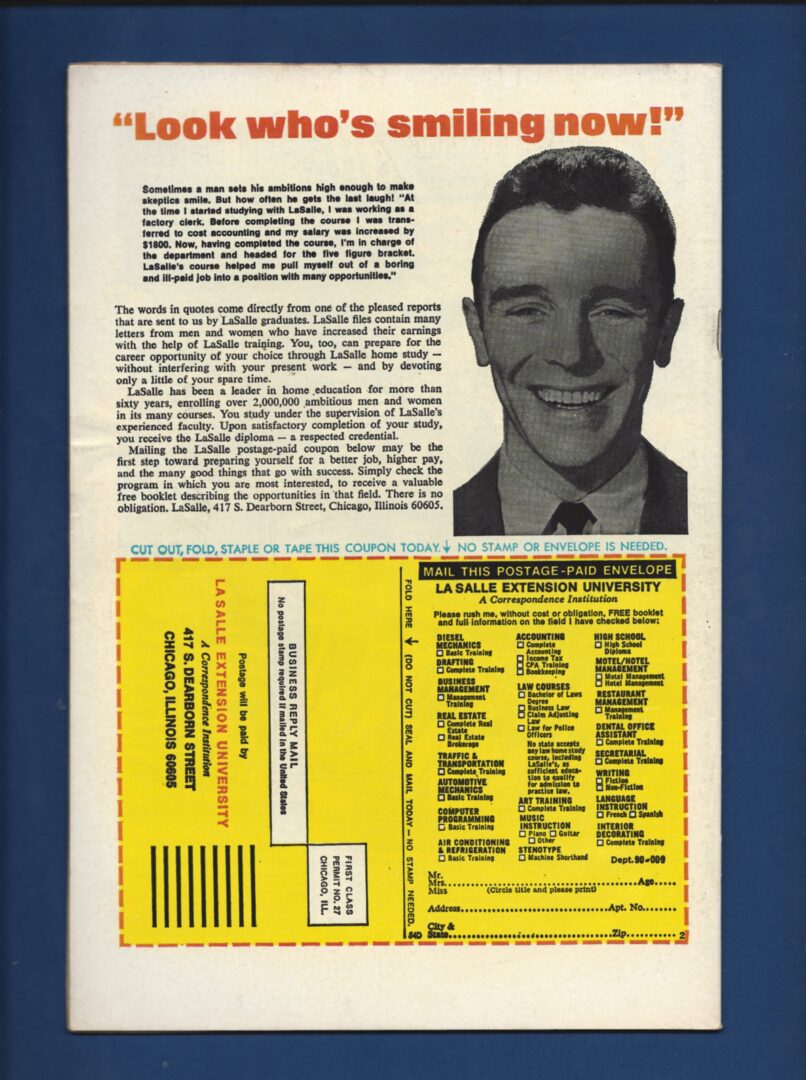 “Look who’s smiling now!”
Sometimes a man sets his ambitions high enough to make
skeptics smile. But how often he gets the last laugh! “At
the time I started studying with LaSalle, I was working as a
factory clerk. Before completing the course I was trans-
ferred to cost accounting and my salary was increased by
$1800. Now, having completed the course, I’m in charge of
the department and headed for the five figure bracket.
LaSalle’s course helped me pull myself out of a boring
and ill-paid job into a position with many opportunities.”
The words in quotes come directly from one of the pleased reports
that are sent to us by LaSalle graduates. LaSalle files contain many
letters from men and women who have increased their earnings
with the help of LaSalle training. You, too, can prepare for the
career opportunity of your choice through LaSalle home study —
without interfering with your present work — and by devoting
only a little of your spare time.
LaSalle has been a leader in home education for more than
sixty years, enrolling over 2,000,000 ambitious men and women
in its many courses. You study under the supervision of LaSalle’s
experienced faculty. Upon satisfactory completion of your study,
you receive the LaSalle diploma — a respected credential.
Mailing the LaSalle postage-paid coupon below may be the
first step toward preparing yourself for a better job, higher pay,
and the many good things that go with success. Simply check the
program in which you are most interested, to receive a valuable
free booklet describing the opportunities in that field. There is no
obligation. LaSalle, 417 S. Dearborn Street, Chicago, Illinois 60605.
CUT OUT, FOLD, STAPLE OR TAPE THIS COUPON TODAY. ↓ NO STAMP OR ENVELOPE IS NEEDED.
FIRST CLASS
PERMIT NO. 27
CHICAGO, ILL.
BUSINESS REPLY MAIL
No postage stamp required if mailed in the United States
Postage will be paid by
LA SALLE EXTENSION UNIVERSITY
A Correspondence Institution
417 S. DEARBORN STREET
CHICAGO, ILLINOIS 60605
FOLD HERE ↓ (DO NOT CUT) SEAL AND MAIL TODAY — NO STAMP NEEDED.
MAIL THIS POSTAGE-PAID ENVELOPE
LA SALLE EXTENSION UNIVERSITY
A Correspondence Institution
Please rush me, without cost or obligation, FREE booklet
and full information on the field I have checked below:
DIESEL
MECHANICS
☐ Basic Training
DRAFTING
☐ Complete Training
BUSINESS
MANAGEMENT
☐ Management
Training
REAL ESTATE
☐ Complete Real
Estate
☐ Real Estate
Brokerage
TRAFFIC &
TRANSPORTATION
☐ Complete Training
AUTOMOTIVE
MECHANICS
☐ Basic Training
COMPUTER
PROGRAMMING
☐ Basic Training
AIR CONDITIONING
& REFRIGERATION
☐ Basic Training
ACCOUNTING
☐ Complete
Accounting
☐ Income Tax
☐ CPA Training
☐ Bookkeeping
LAW COURSES
☐ Bachelor of Laws
Degree
☐ Business Law
☐ Claim Adjusting
Law
☐ Law for Police
Officers
No state accepts
any law home study
course, including
LaSalle’s, as
sufficient educa-
tion to qualify
for admission to
practice law.
ART TRAINING
☐ Complete Training
MUSIC
INSTRUCTION
☐ Piano ☐ Guitar
☐ Other
STENOTYPE
☐ Machine Shorthand
HIGH SCHOOL
☐ High School
Diploma
MOTEL/HOTEL
MANAGEMENT
☐ Motel Management
☐ Hotel Management
RESTAURANT
MANAGEMENT
☐ Management
Training
DENTAL OFFICE
ASSISTANT
☐ Complete Training
SECRETARIAL
☐ Complete Training
WRITING
☐ Fiction
☐ Non-Fiction
LANGUAGE
INSTRUCTION
☐ French ☐ Spanish
INTERIOR
DECORATING
☐ Complete Training
Dept. 90-009
Mr.
Mrs. Age
Miss (Circle title and please print)
Address Apt. No.
City &
54D State Zip 2